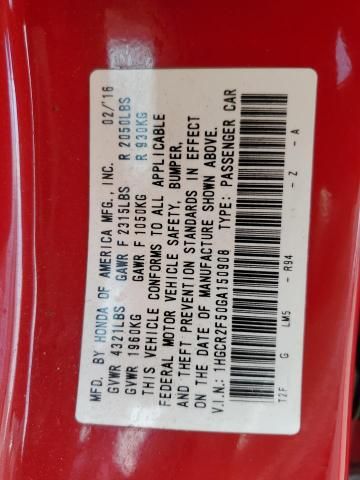 MFD. BY HONDA OF AMERICA MFG., INC. 02/'16
GVWR 4321LBS GAWR F 2315LBS R 2050LBS
GVWR 1960KG GAWR F 1050KG R 930KG
THIS VEHICLE CONFORMS TO ALL APPLICABLE
FEDERAL MOTOR VEHICLE SAFETY, BUMPER,
AND THEFT PREVENTION STANDARDS IN EFFECT
ON THE DATE OF MANUFACTURE SHOWN ABOVE.
V.I.N.: 1HGCR2F50GA150908 TYPE: PASSENGER CAR
T2F G LM5 - R94 - Z - A